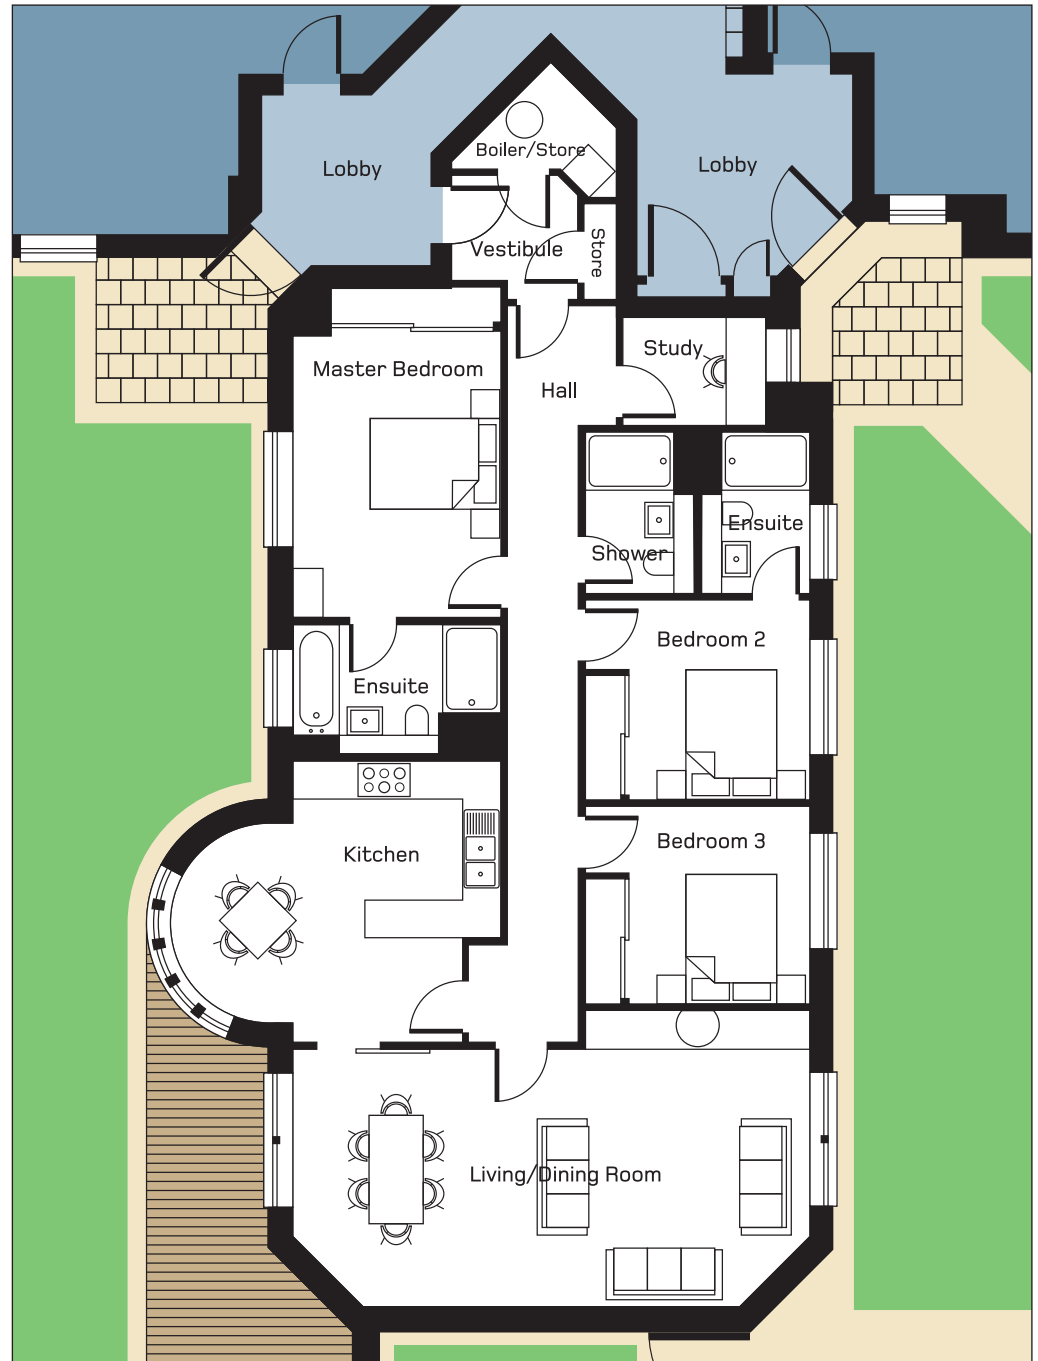 Boiler/Store
Lobby
Lobby
Vestibule
Store
Study
Master Bedroom
Hall
Ensuite
Shower
Bedroom 2
Ensuite
Bedroom 3
Kitchen
Living/Dining Room